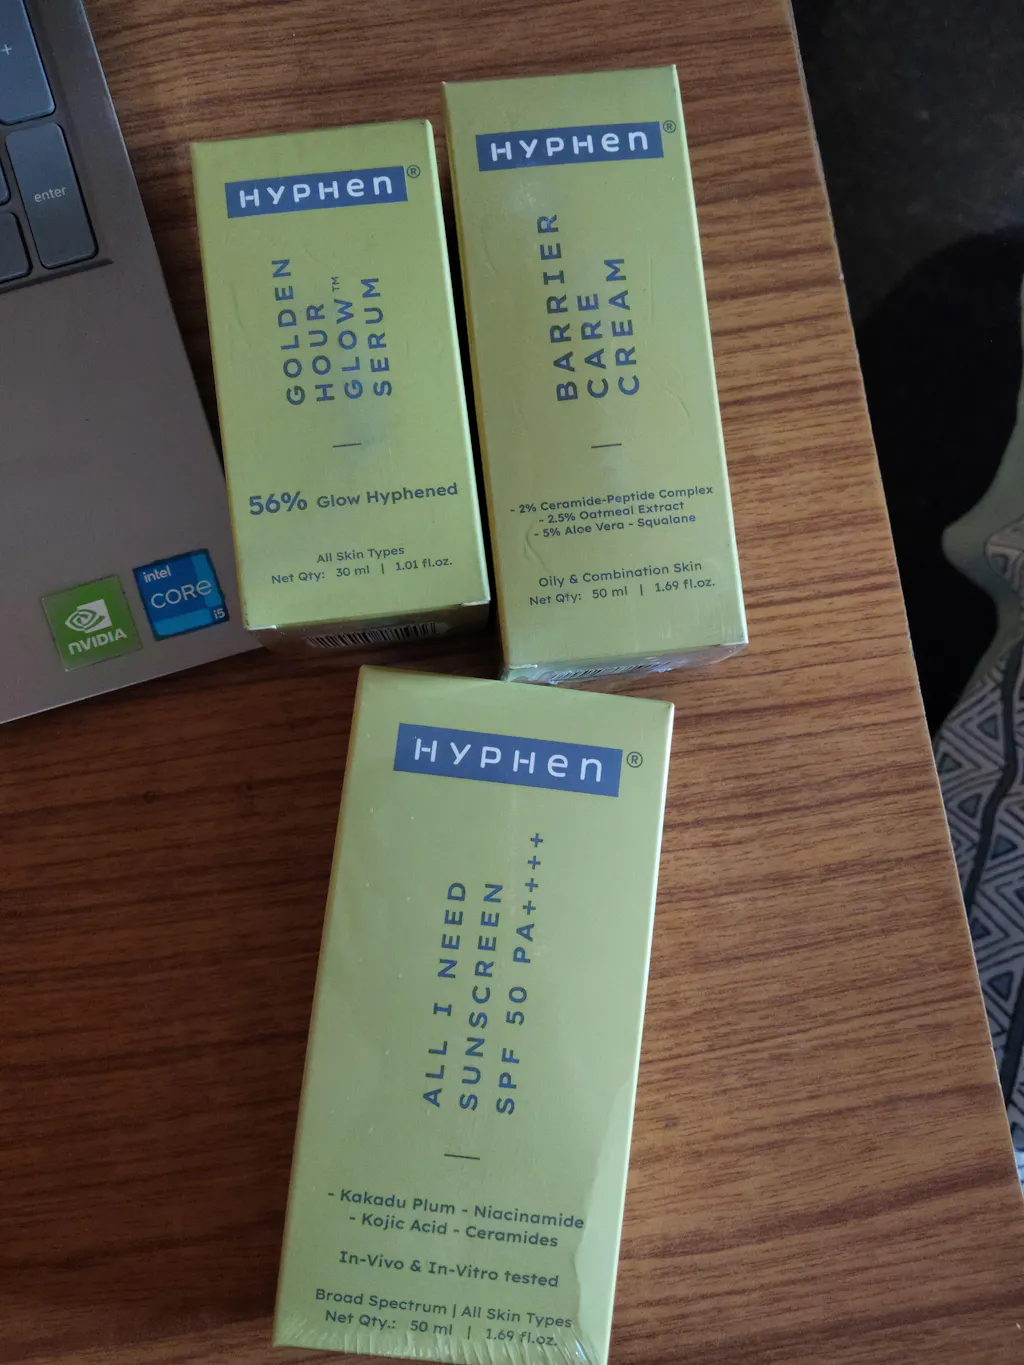 +
enter
NVIDIA
intel
CORE
i5
HYPHEN®
GOLDEN
HOUR
GLOW™
SERUM
56% Glow Hyphened
All Skin Types
Net Qty: 30 ml | 1.01 fl.oz.
HYPHEN®
BARRIER
CARE
CREAM
- 2% Ceramide-Peptide Complex
- 2.5% Oatmeal Extract
- 5% Aloe Vera - Squalane
Oily & Combination Skin
Net Qty: 50 ml | 1.69 fl.oz.
HYPHEN®
ALL I NEED
SUNSCREEN
SPF 50 PA++++
- Kakadu Plum - Niacinamide
- Kojic Acid - Ceramides
In-Vivo & In-Vitro tested
Broad Spectrum | All Skin Types
Net Qty.: 50 ml | 1.69 fl.oz.